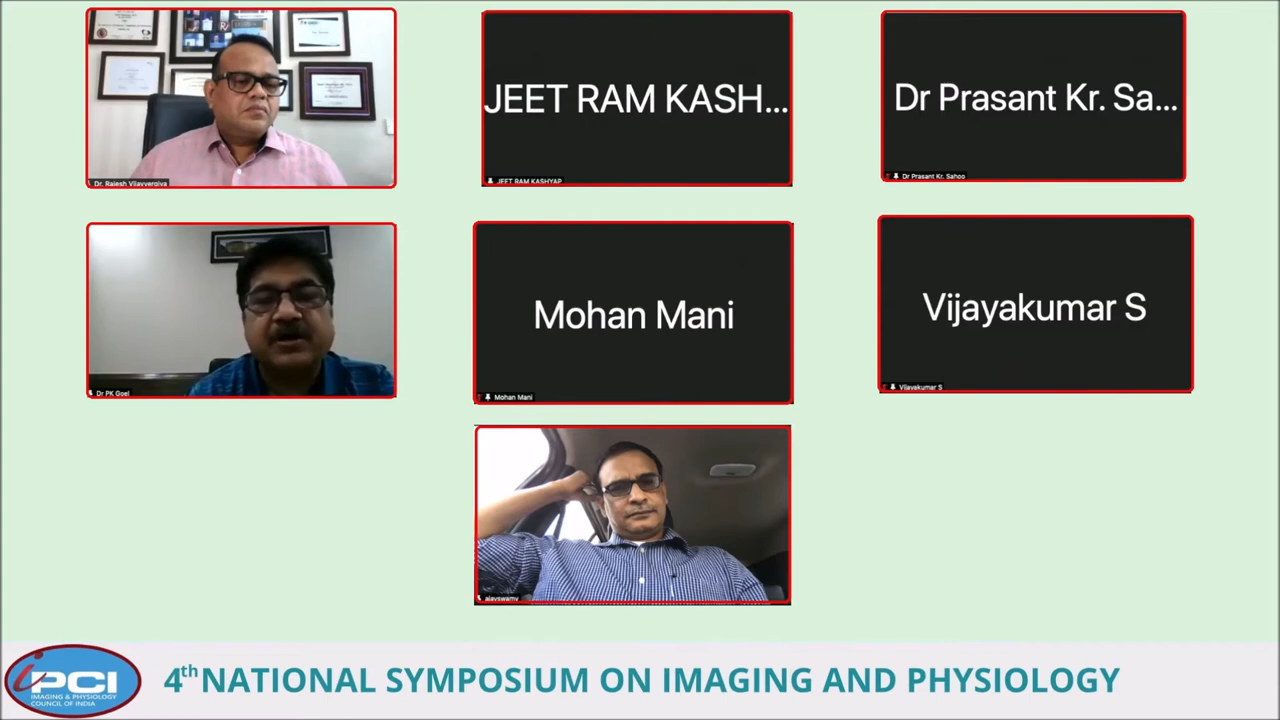 Dr. Rajesh Vijayvergiya
JEET RAM KASH...
JEET RAM KASHYAP
Dr Prasant Kr. Sa...
Dr Prasant Kr. Sahoo
Dr PK Goel
Mohan Mani
Mohan Mani
Vijayakumar S
Vijayakumar S
iPCI
IMAGING & PHYSIOLOGY
COUNCIL OF INDIA
4th NATIONAL SYMPOSIUM ON IMAGING AND PHYSIOLOGY